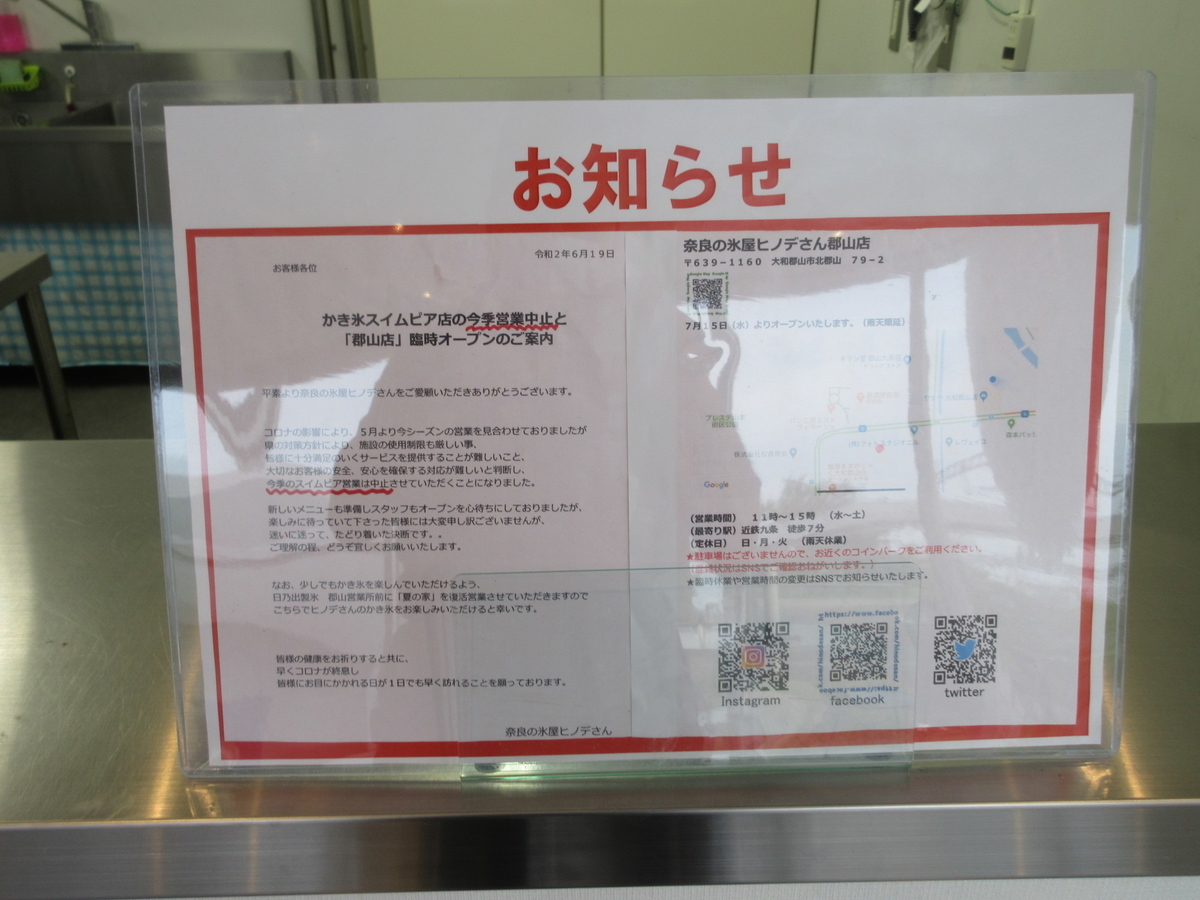 お知らせ
令和2年6月19日
お客様各位
かき氷スイムピア店の今季営業中止と
「郡山店」臨時オープンのご案内
平素より奈良の氷屋ヒノデさんをご愛顧いただきありがとうございます。
コロナの影響により、5月より今シーズンの営業を見合わせておりましたが
県の対策方針により、施設の使用制限も厳しい事、
皆様に十分満足のいくサービスを提供することが難しいこと、
大切なお客様の安全、安心を確保する対応が難しいと判断し、
今季のスイムピア営業は中止させていただくことになりました。
新しいメニューも準備しスタッフもオープンを心待ちにしておりましたが、
楽しみに待っていて下さった皆様には大変申し訳ございませんが、
迷いに迷って、たどり着いた決断です。。
ご理解の程、どうぞ宜しくお願いいたします。
なお、少しでもかき氷を楽しんでいただけるよう、
日乃出製氷　郡山営業所前に「夏の家」を復活営業させていただきますので
こちらでヒノデさんのかき氷をお楽しみいただけると幸いです。
皆様の健康をお祈りすると共に、
早くコロナが終息し
皆様にお目にかかれる日が1日でも早く訪れることを願っております。
奈良の氷屋ヒノデさん
奈良の氷屋ヒノデさん郡山店
〒639-1160　大和郡山市北郡山　79-2
7月15日（水）よりオープンいたします。（雨天順延）
Google
（営業時間）　11時～15時　（水～土）
（最寄り駅）近鉄九条　徒歩7分
（定休日）　日・月・火　（雨天休業）
★駐車場はございませんので、お近くのコインパークをご利用ください。
★臨時休業や営業時間の変更はSNSでお知らせいたします。
Instagram
facebook
twitter